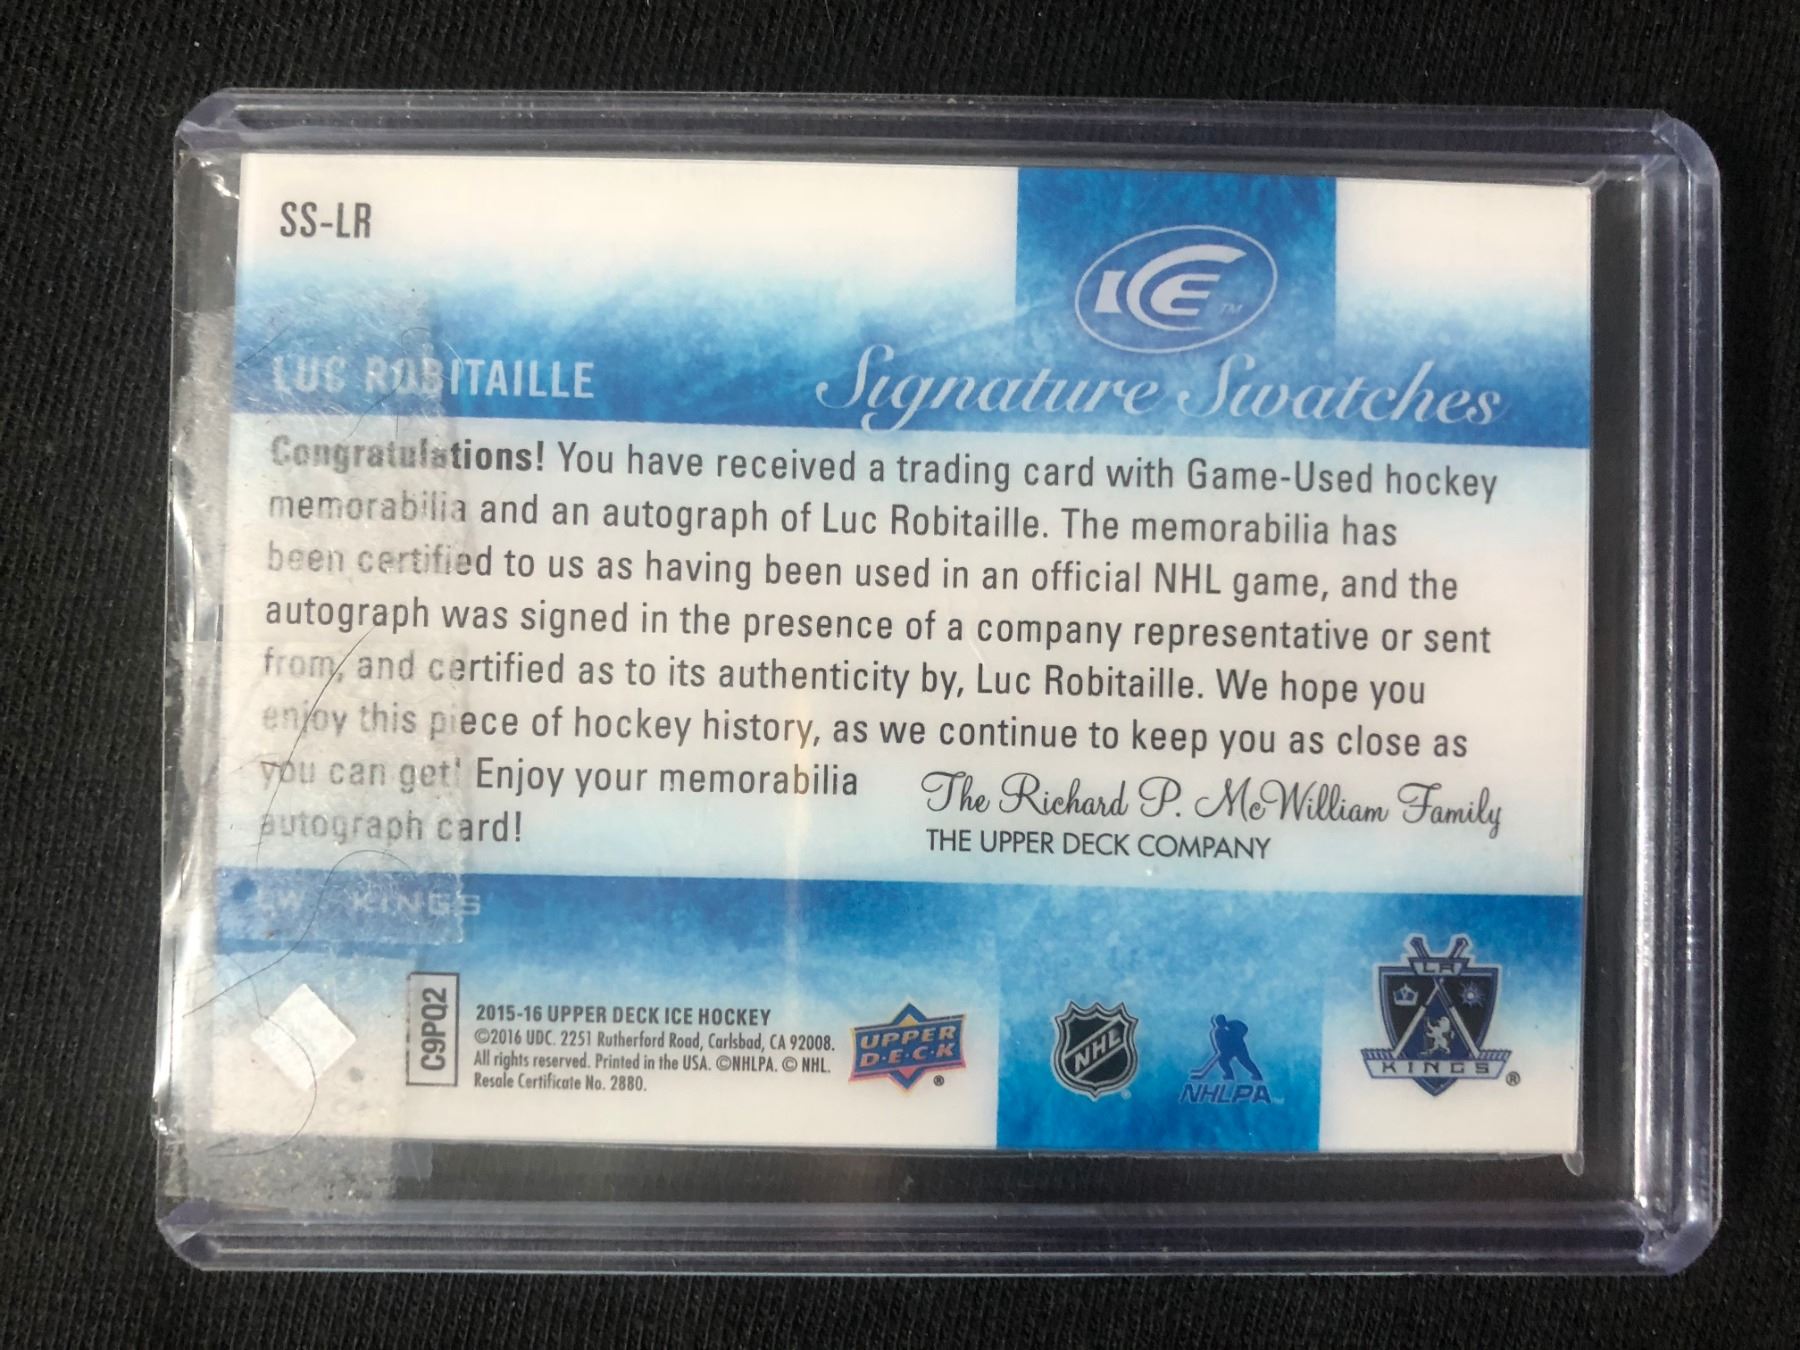 SS-LR
ICE™
LUC ROBITAILLE
Signature Swatches
Congratulations! You have received a trading card with Game-Used hockey
memorabilia and an autograph of Luc Robitaille. The memorabilia has
been certified to us as having been used in an official NHL game, and the
autograph was signed in the presence of a company representative or sent
from, and certified as to its authenticity by, Luc Robitaille. We hope you
enjoy this piece of hockey history, as we continue to keep you as close as
you can get! Enjoy your memorabilia
autograph card!
The Richard P. McWilliam Family
THE UPPER DECK COMPANY
LW KINGS
C9PQ2
2015-16 UPPER DECK ICE HOCKEY
©2016 UDC. 2251 Rutherford Road, Carlsbad, CA 92008.
All rights reserved. Printed in the USA. ©NHLPA. © NHL.
Resale Certificate No. 2880.
UPPER
D·E·C·K®
NHL®
NHLPA™
LA
KINGS®